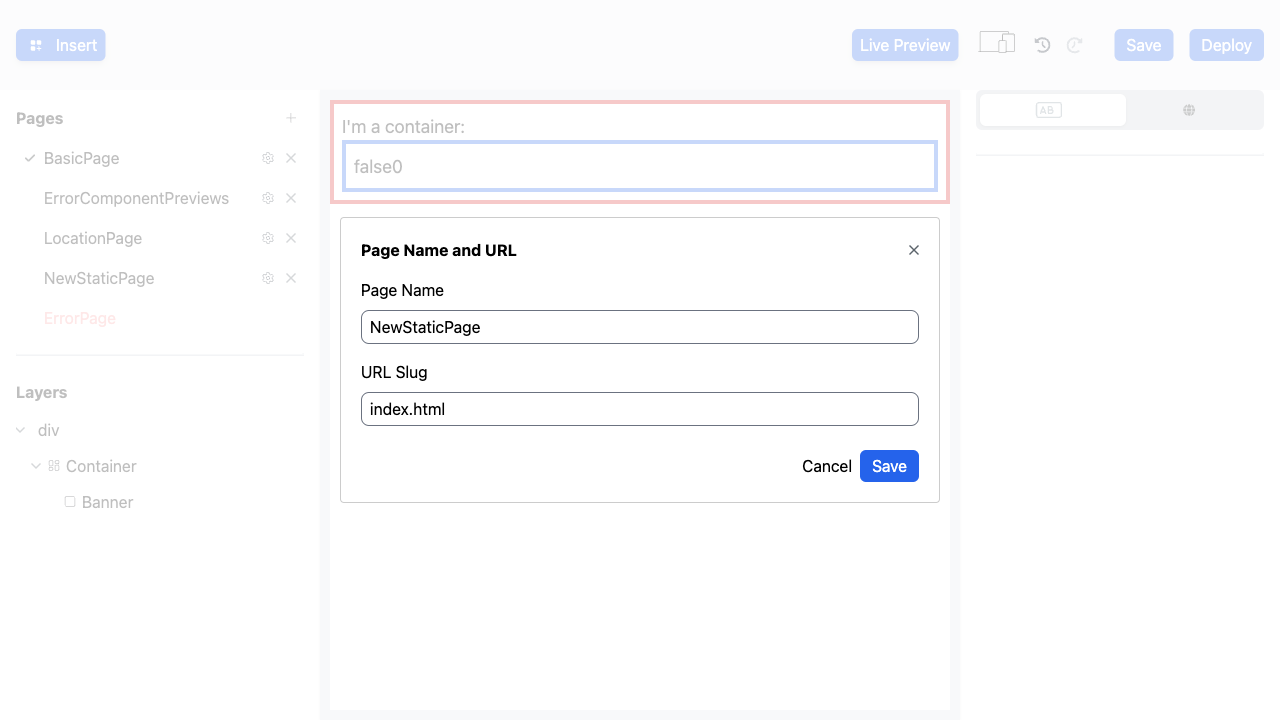 Insert
Live Preview
Save
Deploy
Pages
BasicPage
ErrorComponentPreviews
LocationPage
NewStaticPage
ErrorPage
Layers
div
Container
Banner
I'm a container:
false0
Page Name and URL
Page Name
NewStaticPage
URL Slug
index.html
Cancel
Save
AB